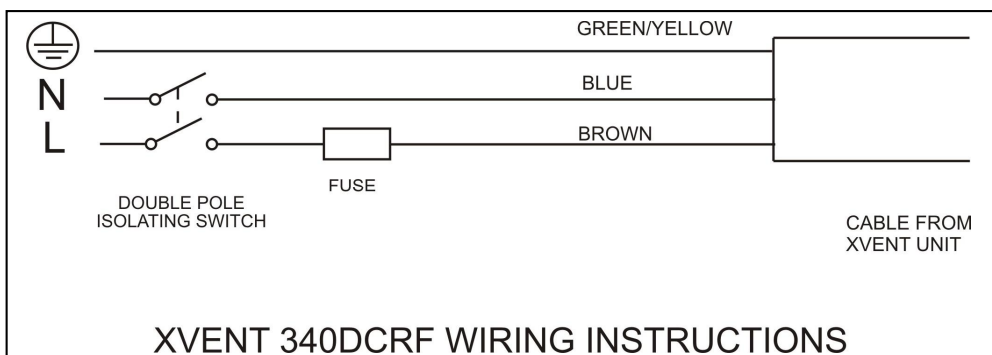 GREEN/YELLOW
N
BLUE
L
BROWN
FUSE
DOUBLE POLE
ISOLATING SWITCH
CABLE FROM
XVENT UNIT
XVENT 340DCRF WIRING INSTRUCTIONS